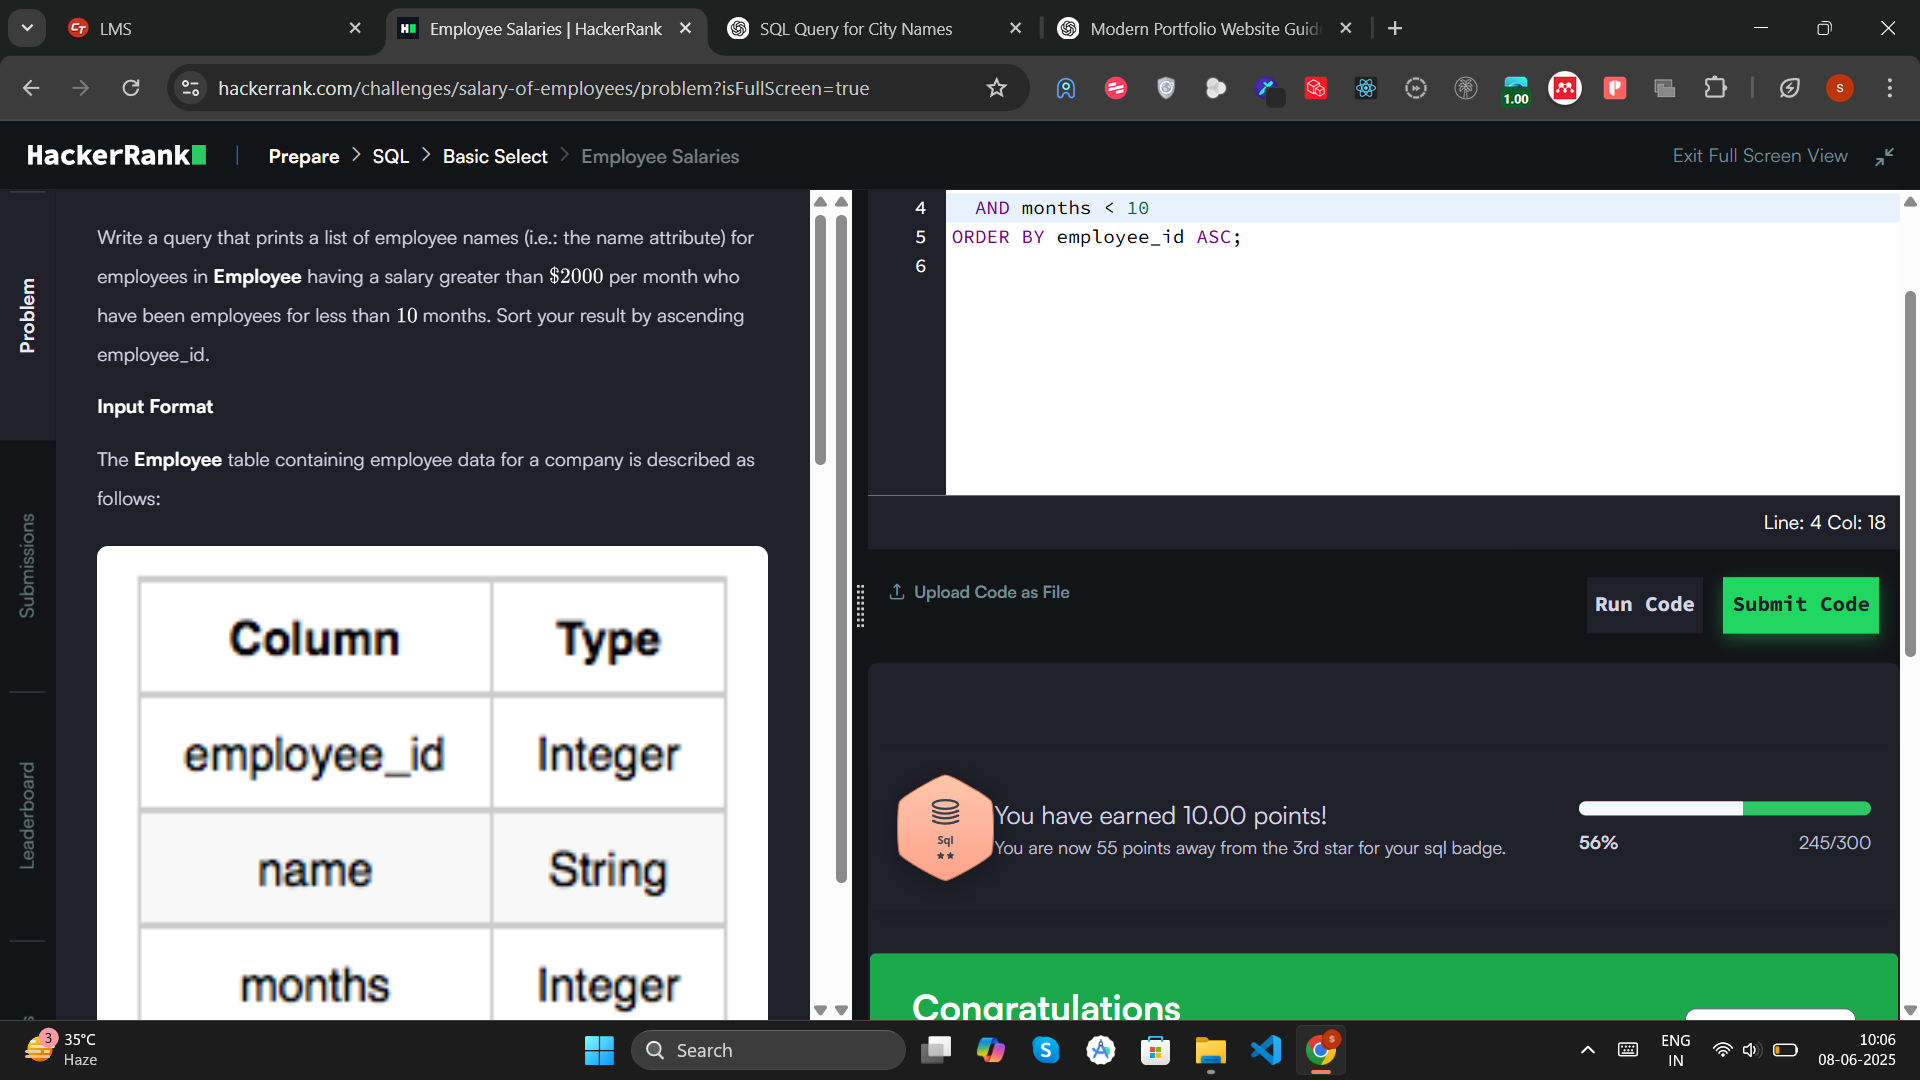 LMS
Employee Salaries | HackerRank
SQL Query for City Names
Modern Portfolio Website Guid
hackerrank.com/challenges/salary-of-employees/problem?isFullScreen=true
1.00
S
HackerRank
Prepare > SQL > Basic Select > Employee Salaries
Exit Full Screen View
Problem
Submissions
Leaderboard
Write a query that prints a list of employee names (i.e.: the name attribute) for
employees in Employee having a salary greater than $2000 per month who
have been employees for less than 10 months. Sort your result by ascending
employee_id.
Input Format
The Employee table containing employee data for a company is described as
follows:
Column Type
employee_id Integer
name String
months Integer
4 AND months < 10
5 ORDER BY employee_id ASC;
6
Line: 4 Col: 18
Upload Code as File
Run Code
Submit Code
Sql
You have earned 10.00 points!
You are now 55 points away from the 3rd star for your sql badge.
56%
245/300
Congratulations
3
35°C
Haze
Search
ENG
IN
10:06
08-06-2025